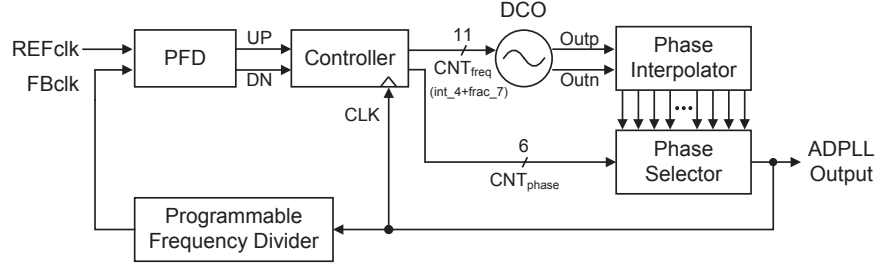 DCO
REFclk
FBclk
PFD
UP
DN
Controller
11
CNTfreq
(int_4+frac_7)
Outp
Outn
Phase
Interpolator
...
CLK
6
CNTphase
Phase
Selector
ADPLL
Output
Programmable
Frequency Divider